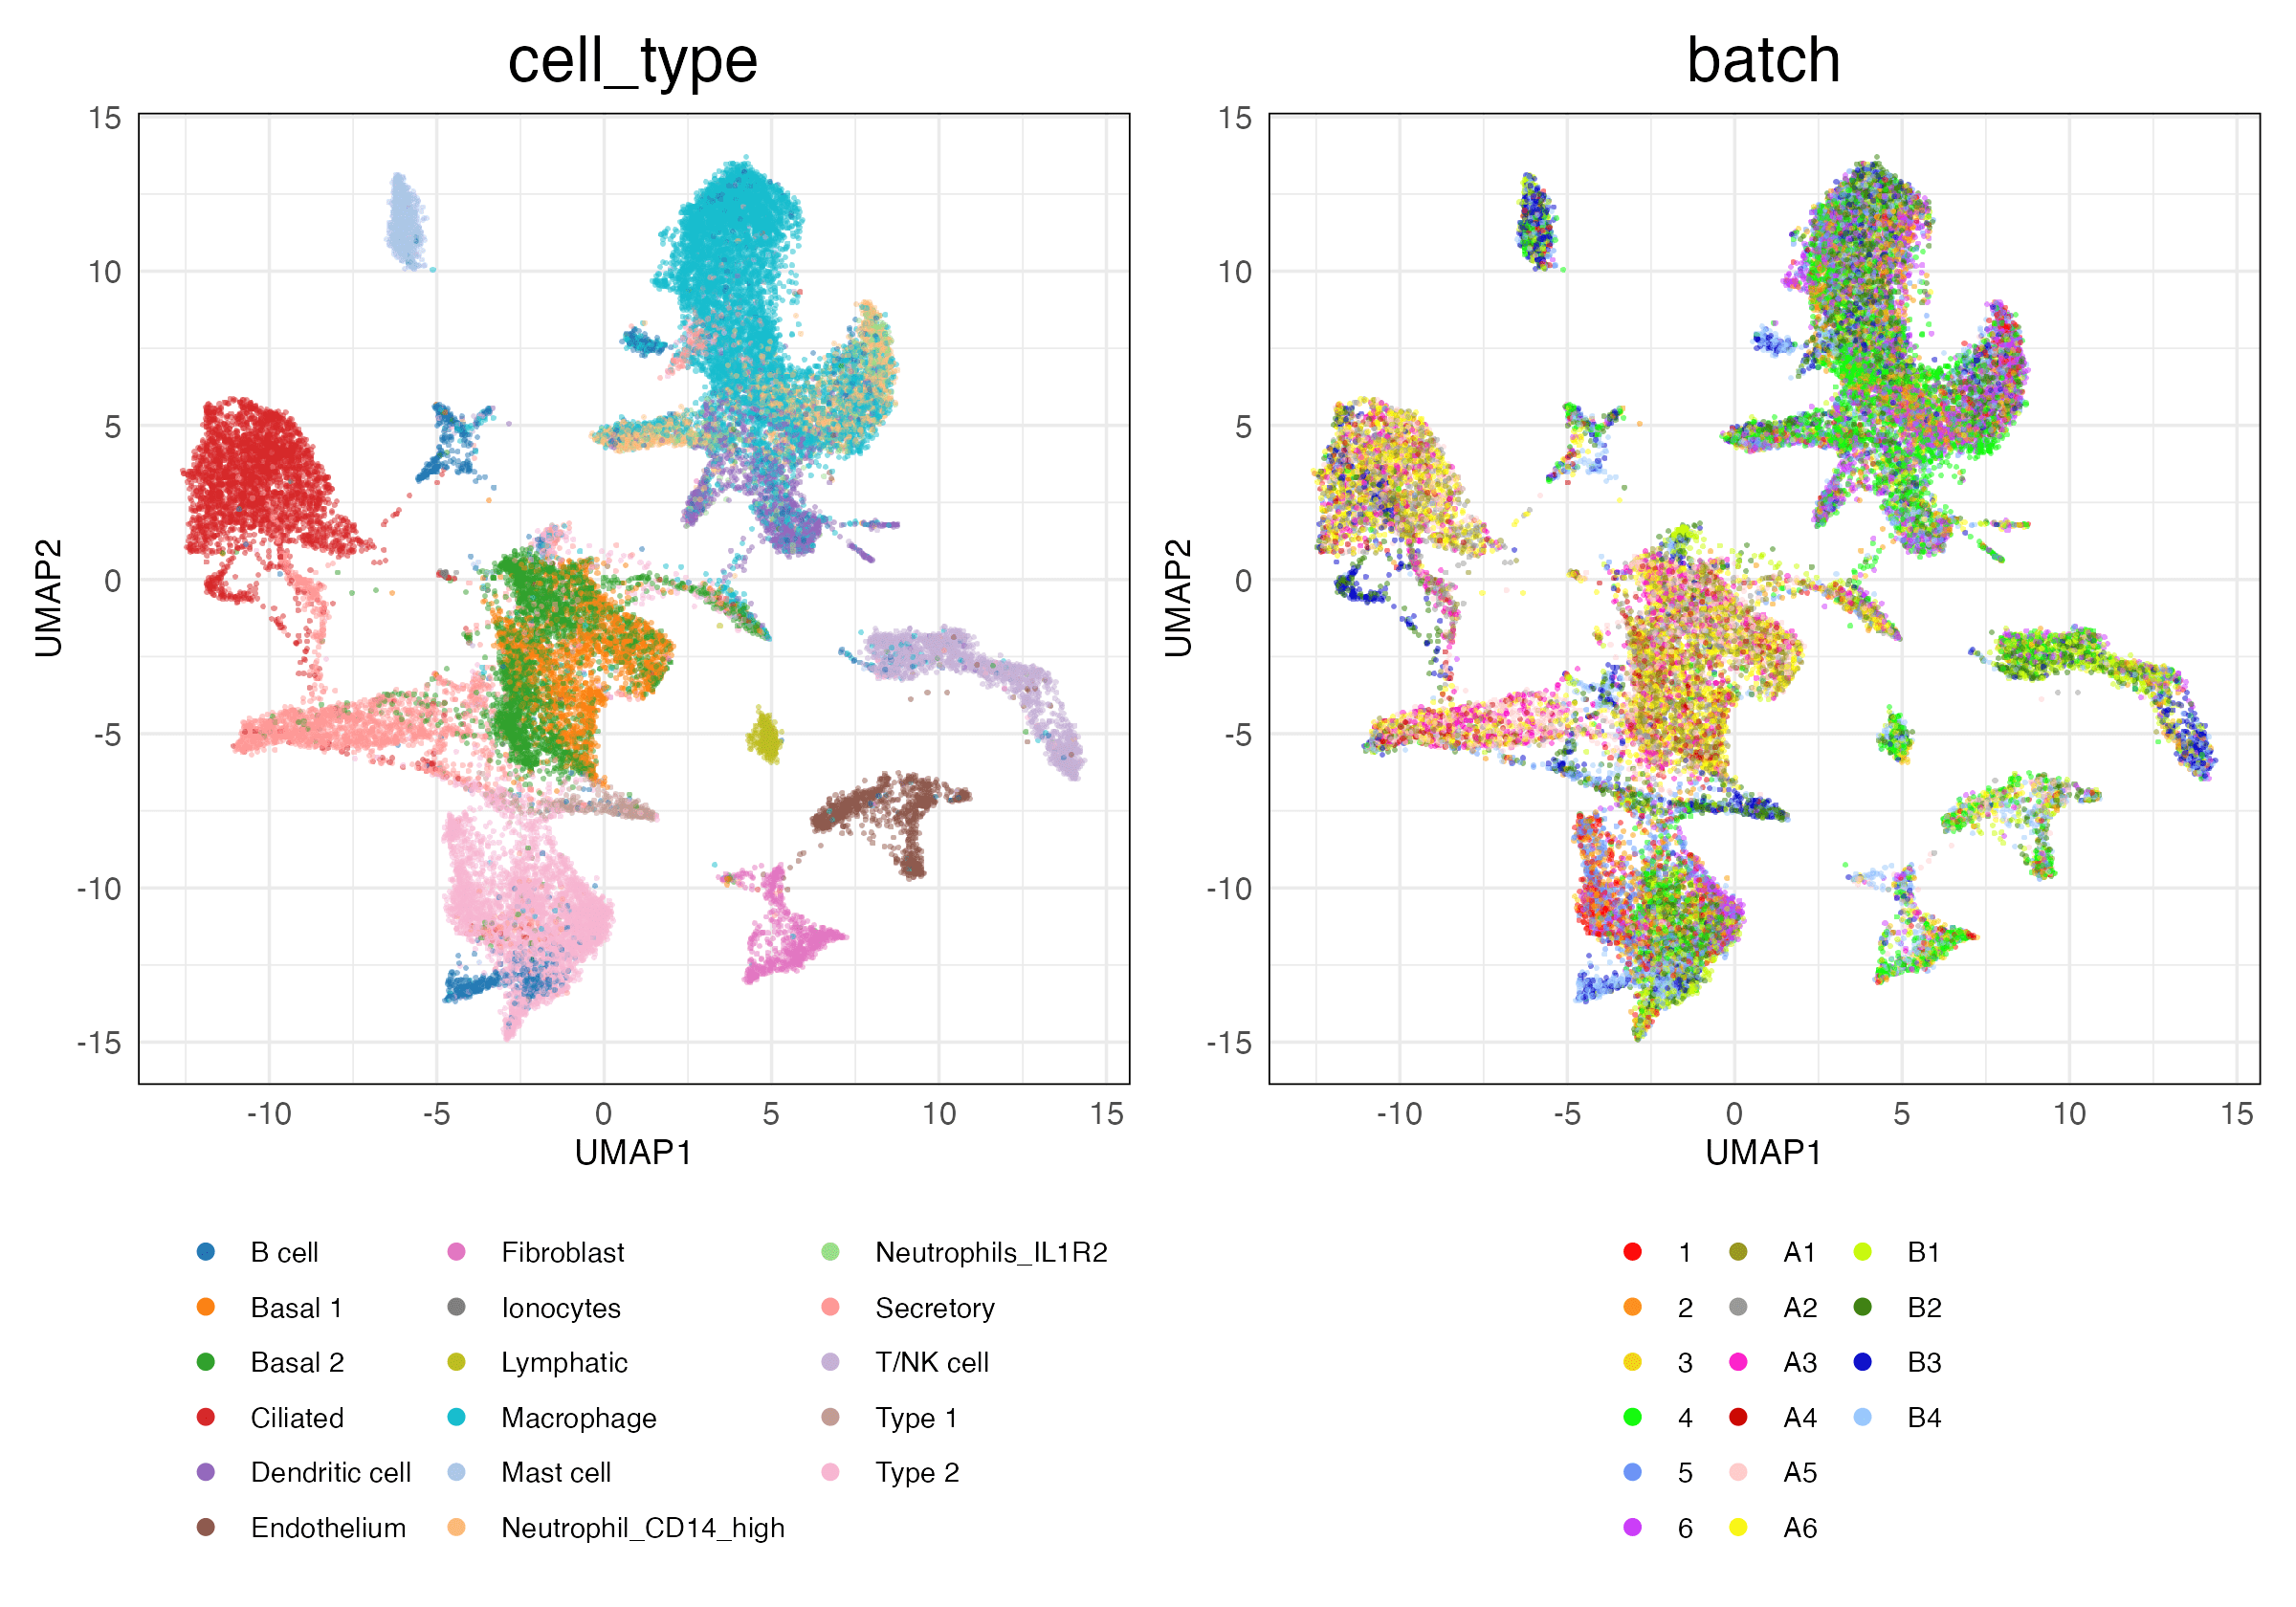 cell_type
batch
15
10
5
0
-5
-10
-15
UMAP2
-10 -5 0 5 10 15
UMAP1
15
10
5
0
-5
-10
-15
UMAP2
-10 -5 0 5 10 15
UMAP1
B cell Fibroblast Neutrophils_IL1R2
Basal 1 Ionocytes Secretory
Basal 2 Lymphatic T/NK cell
Ciliated Macrophage Type 1
Dendritic cell Mast cell Type 2
Endothelium Neutrophil_CD14_high
1 A1 B1
2 A2 B2
3 A3 B3
4 A4 B4
5 A5
6 A6